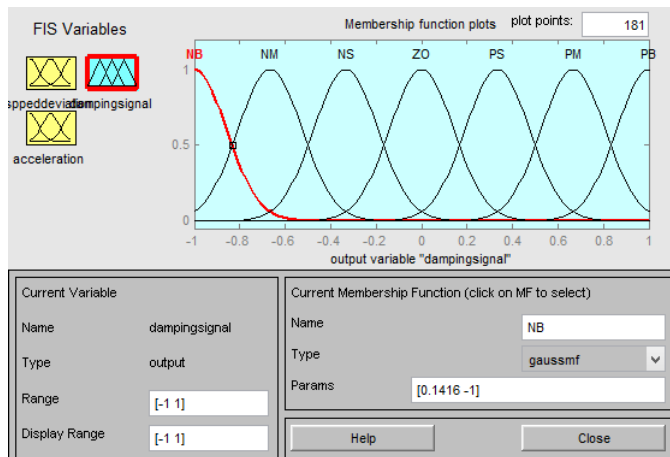 FIS Variables
Membership function plots plot points: 181
sppeddeviation dampingsignal
acceleration
NB NM NS ZO PS PM PB
1
0.5
0
-1 -0.8 -0.6 -0.4 -0.2 0 0.2 0.4 0.6 0.8 1
output variable "dampingsignal"
Current Variable
Name dampingsignal
Type output
Range [-1 1]
Display Range [-1 1]
Current Membership Function (click on MF to select)
Name NB
Type gaussmf
Params [0.1416 -1]
Help Close